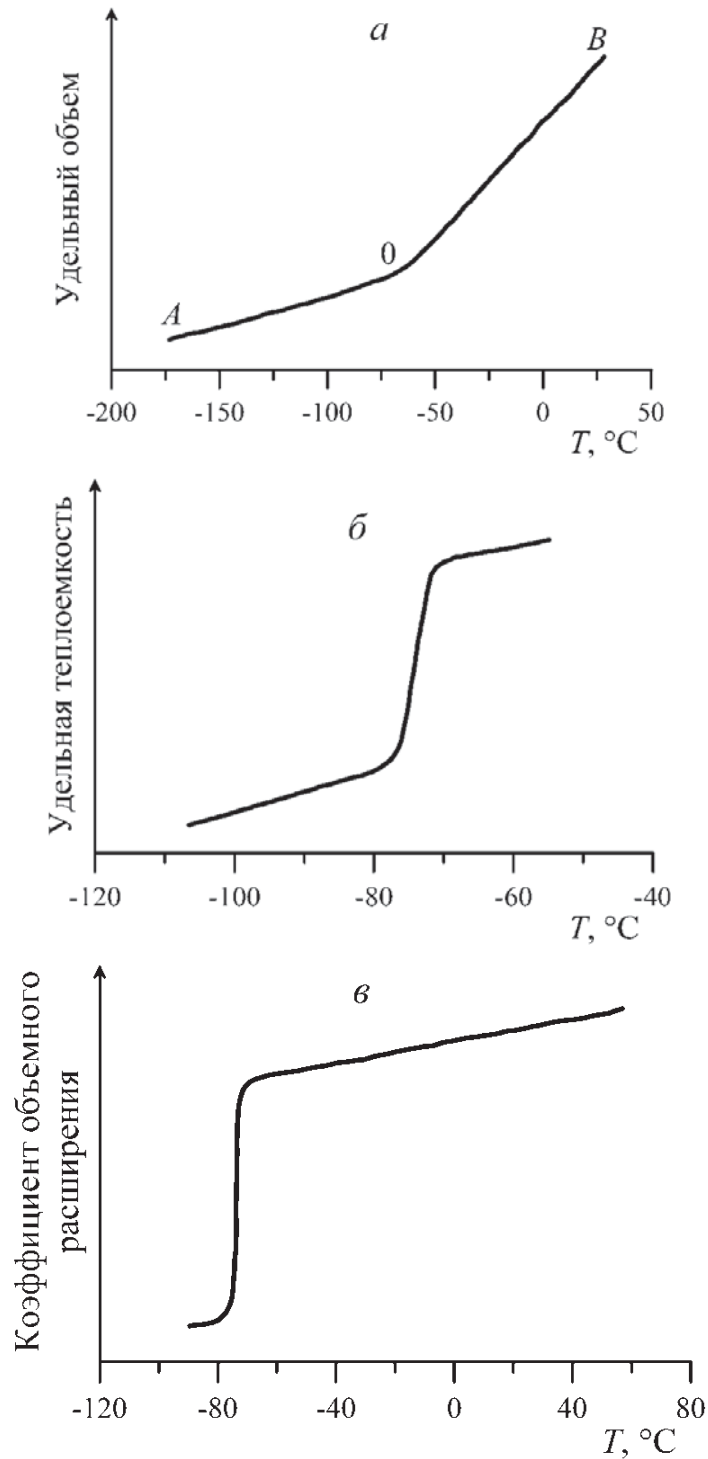 а
Удельный объем
A
0
B
-200 -150 -100 -50 0 50
T, °C
б
Удельная теплоемкость
-120 -100 -80 -60 -40
T, °C
в
Коэффициент объемного
расширения
-120 -80 -40 0 40 80
T, °C